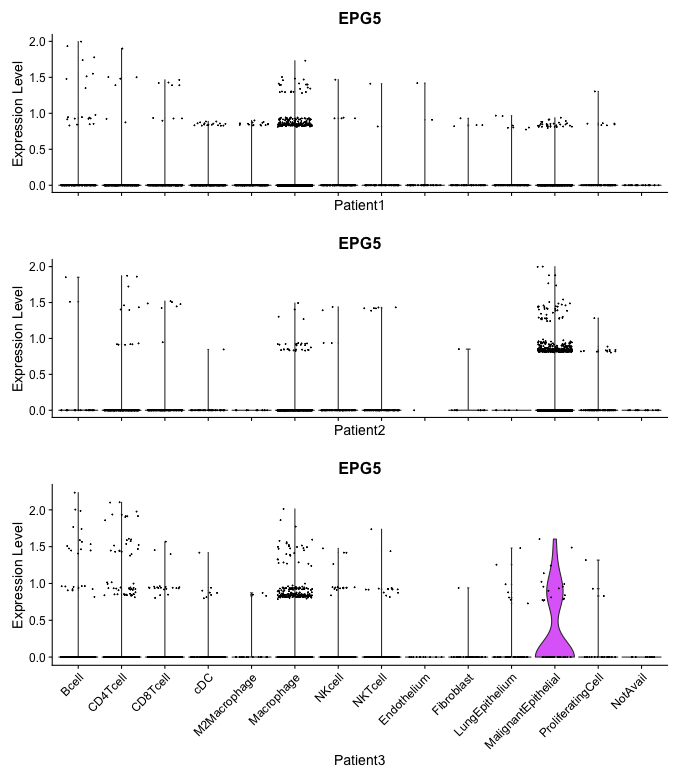 EPG5
Expression Level
2.0
1.5
1.0
0.5
0.0
Patient1
EPG5
Expression Level
2.0
1.5
1.0
0.5
0.0
Patient2
EPG5
Expression Level
2.0
1.5
1.0
0.5
0.0
Bcell
CD4Tcell
CD8Tcell
cDC
M2Macrophage
Macrophage
NKcell
NKTcell
Endothelium
Fibroblast
LungEpithelium
MalignantEpithelial
ProliferatingCell
NotAvail
Patient3